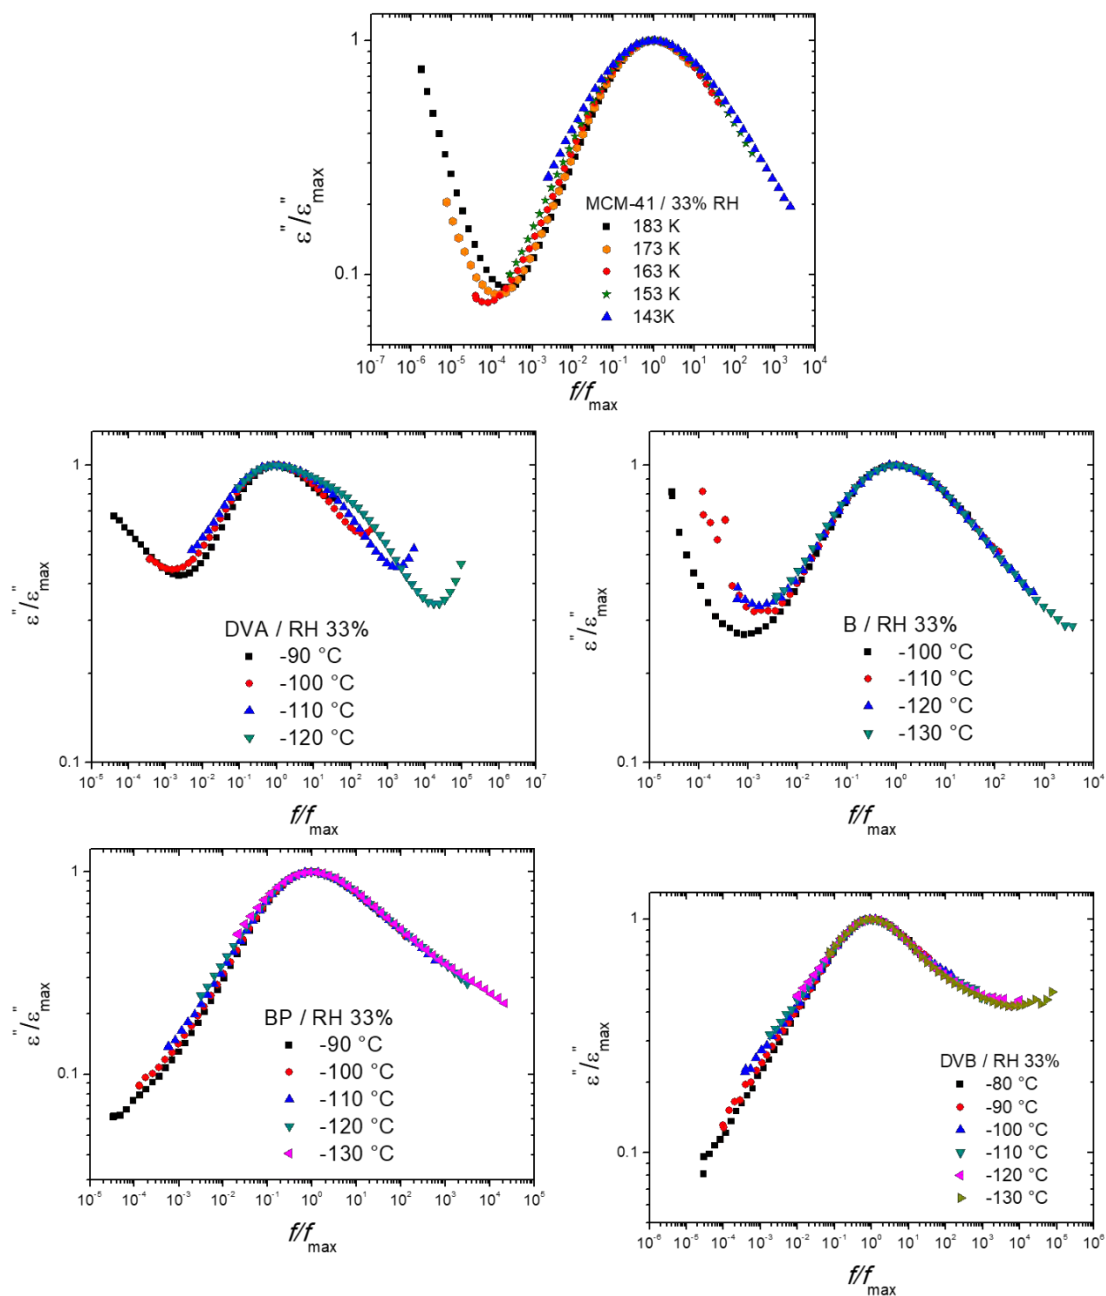 1
0.1
ε"/ε"max
MCM-41 / 33% RH
183 K
173 K
163 K
153 K
143K
10⁻⁷ 10⁻⁶ 10⁻⁵ 10⁻⁴ 10⁻³ 10⁻² 10⁻¹ 10⁰ 10¹ 10² 10³ 10⁴
f/fmax
1
0.1
ε"/ε"max
DVA / RH 33%
-90 °C
-100 °C
-110 °C
-120 °C
10⁻⁵ 10⁻⁴ 10⁻³ 10⁻² 10⁻¹ 10⁰ 10¹ 10² 10³ 10⁴ 10⁵ 10⁶ 10⁷
f/fmax
1
0.1
ε"/ε"max
B / RH 33%
-100 °C
-110 °C
-120 °C
-130 °C
10⁻⁵ 10⁻⁴ 10⁻³ 10⁻² 10⁻¹ 10⁰ 10¹ 10² 10³ 10⁴
f/fmax
1
0.1
ε"/ε"max
BP / RH 33%
-90 °C
-100 °C
-110 °C
-120 °C
-130 °C
10⁻⁵ 10⁻⁴ 10⁻³ 10⁻² 10⁻¹ 10⁰ 10¹ 10² 10³ 10⁴ 10⁵
f/fmax
1
0.1
ε"/ε"max
DVB / RH 33%
-80 °C
-90 °C
-100 °C
-110 °C
-120 °C
-130 °C
10⁻⁶ 10⁻⁵ 10⁻⁴ 10⁻³ 10⁻² 10⁻¹ 10⁰ 10¹ 10² 10³ 10⁴ 10⁵ 10⁶
f/fmax